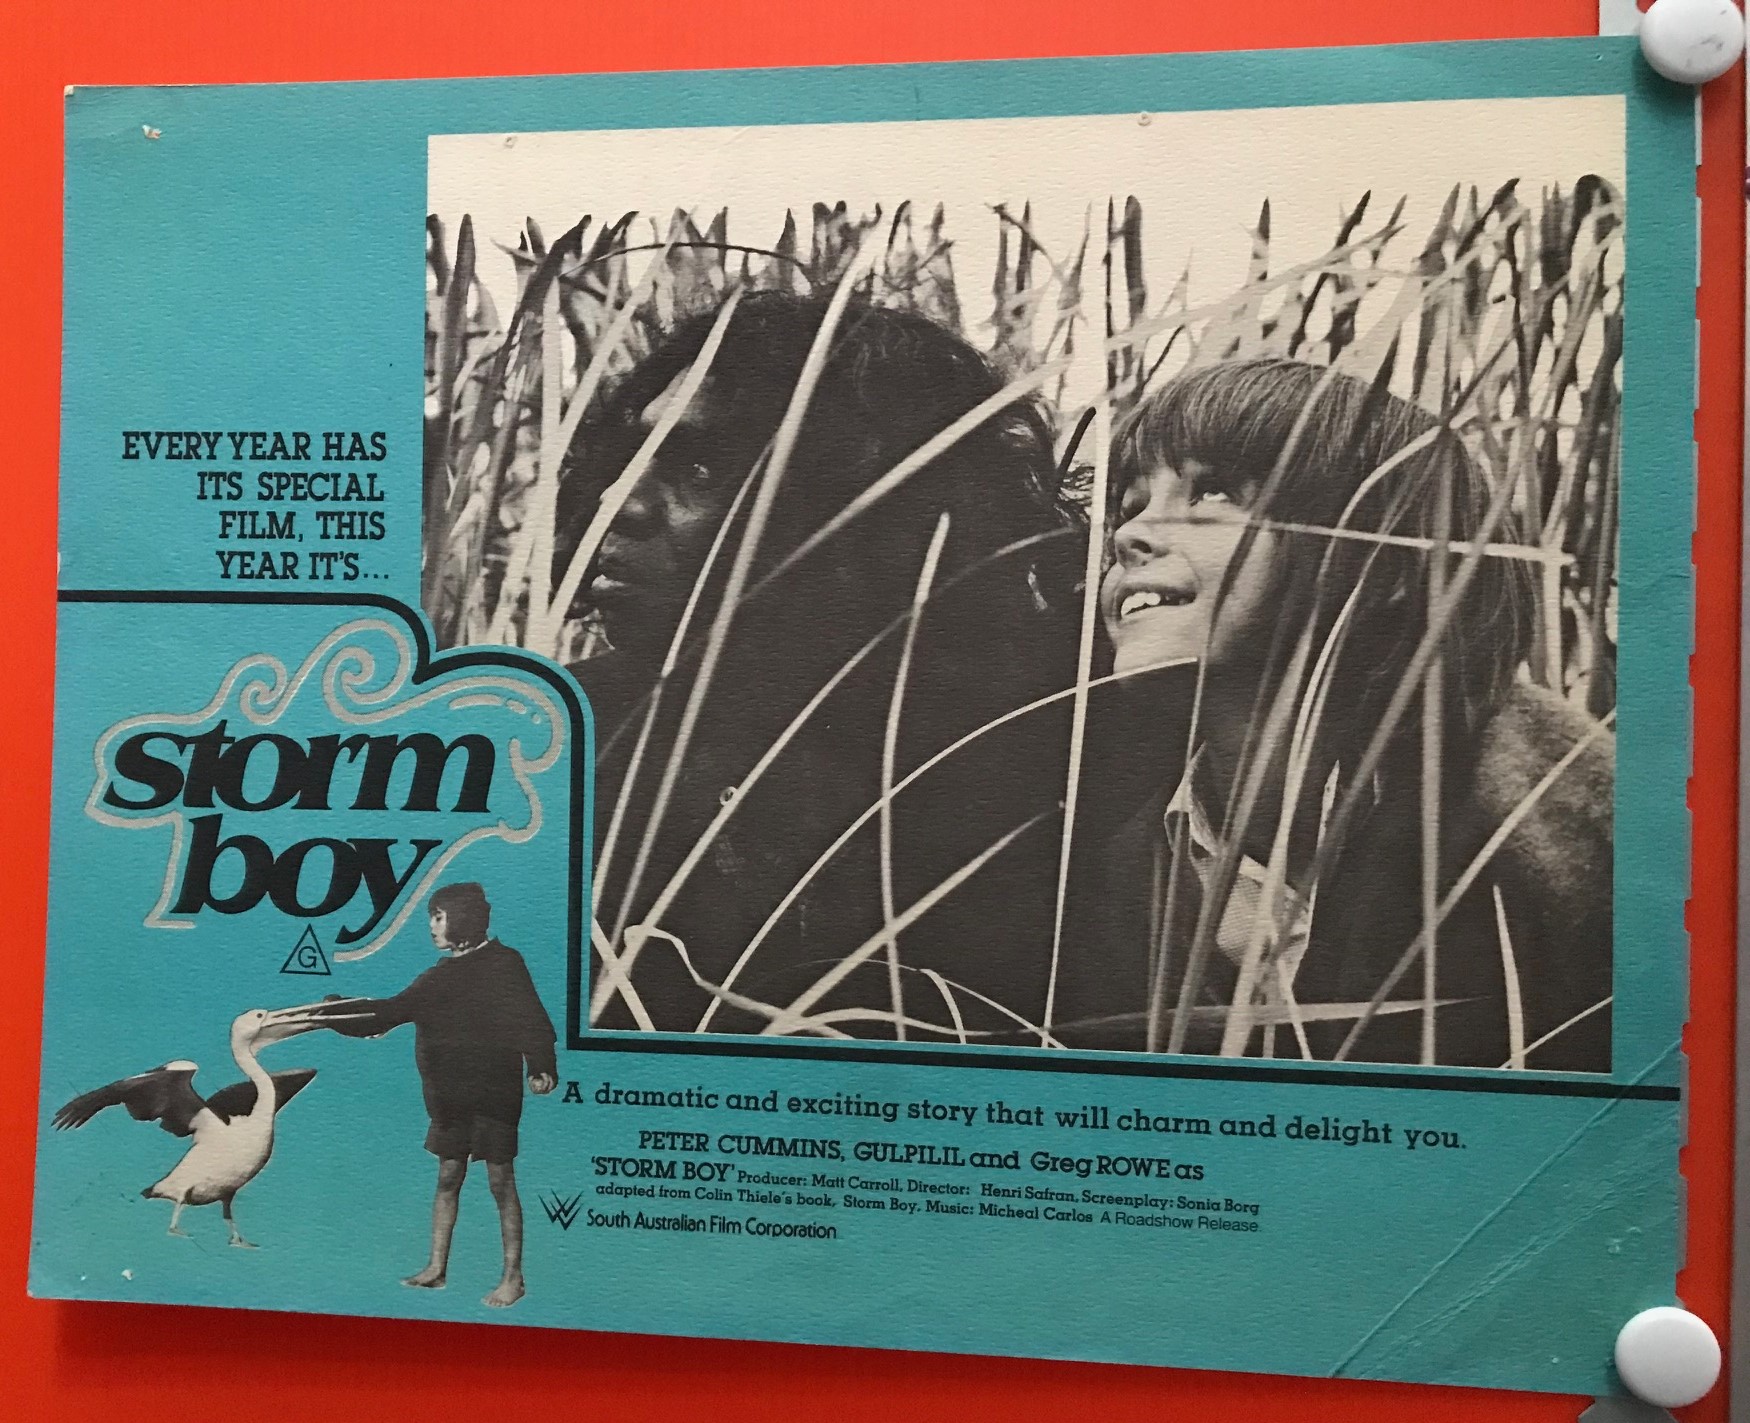 EVERY YEAR HAS
ITS SPECIAL
FILM, THIS
YEAR IT'S...
storm
boy
G
A dramatic and exciting story that will charm and delight you.
PETER CUMMINS, GULPILIL and Greg ROWE as
'STORM BOY' Producer: Matt Carroll, Director: Henri Safran, Screenplay: Sonia Borg
adapted from Colin Thiele's book, Storm Boy. Music: Micheal Carlos A Roadshow Release
South Australian Film Corporation